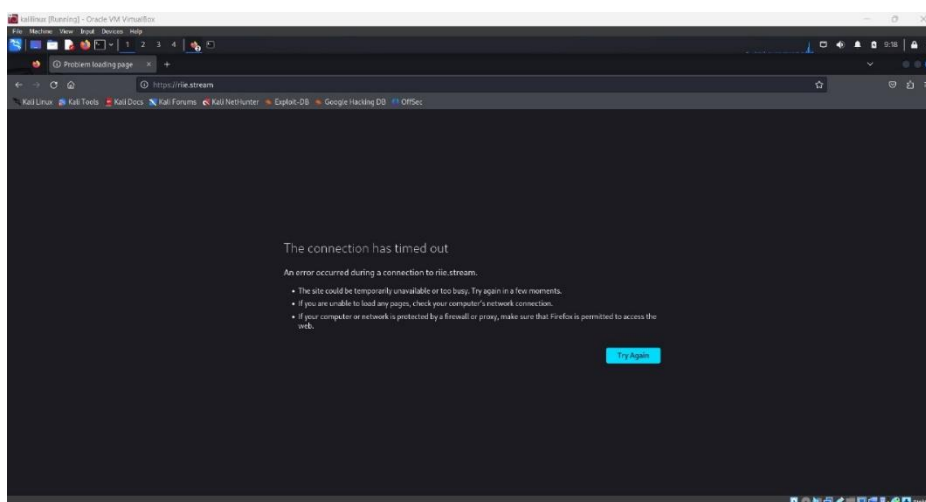 kalilinux [Running] - Oracle VM VirtualBox
File Machine View Input Devices Help
1 2 3 4
9:18
Problem loading page
https://riie.stream
Kali Linux Kali Tools Kali Docs Kali Forums Kali NetHunter Exploit-DB Google Hacking DB OffSec
The connection has timed out
An error occurred during a connection to riie.stream.
The site could be temporarily unavailable or too busy. Try again in a few moments.
If you are unable to load any pages, check your computer's network connection.
If your computer or network is protected by a firewall or proxy, make sure that Firefox is permitted to access the
web.
Try Again